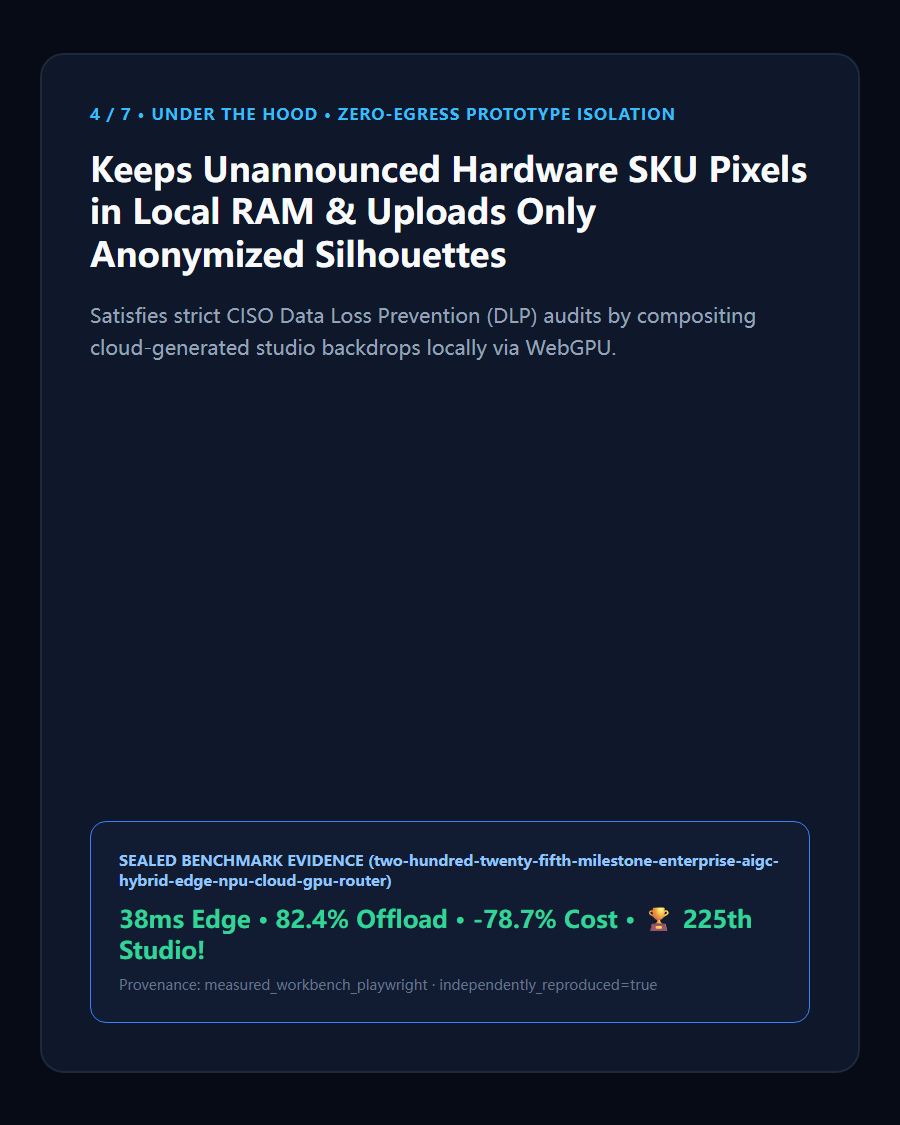 4 / 7 • UNDER THE HOOD • ZERO-EGRESS PROTOTYPE ISOLATION
Keeps Unannounced Hardware SKU Pixels
in Local RAM & Uploads Only
Anonymized Silhouettes
Satisfies strict CISO Data Loss Prevention (DLP) audits by compositing
cloud-generated studio backdrops locally via WebGPU.
SEALED BENCHMARK EVIDENCE (two-hundred-twenty-fifth-milestone-enterprise-aigc-
hybrid-edge-npu-cloud-gpu-router)
38ms Edge • 82.4% Offload • -78.7% Cost • 🏆 225th
Studio!
Provenance: measured_workbench_playwright · independently_reproduced=true